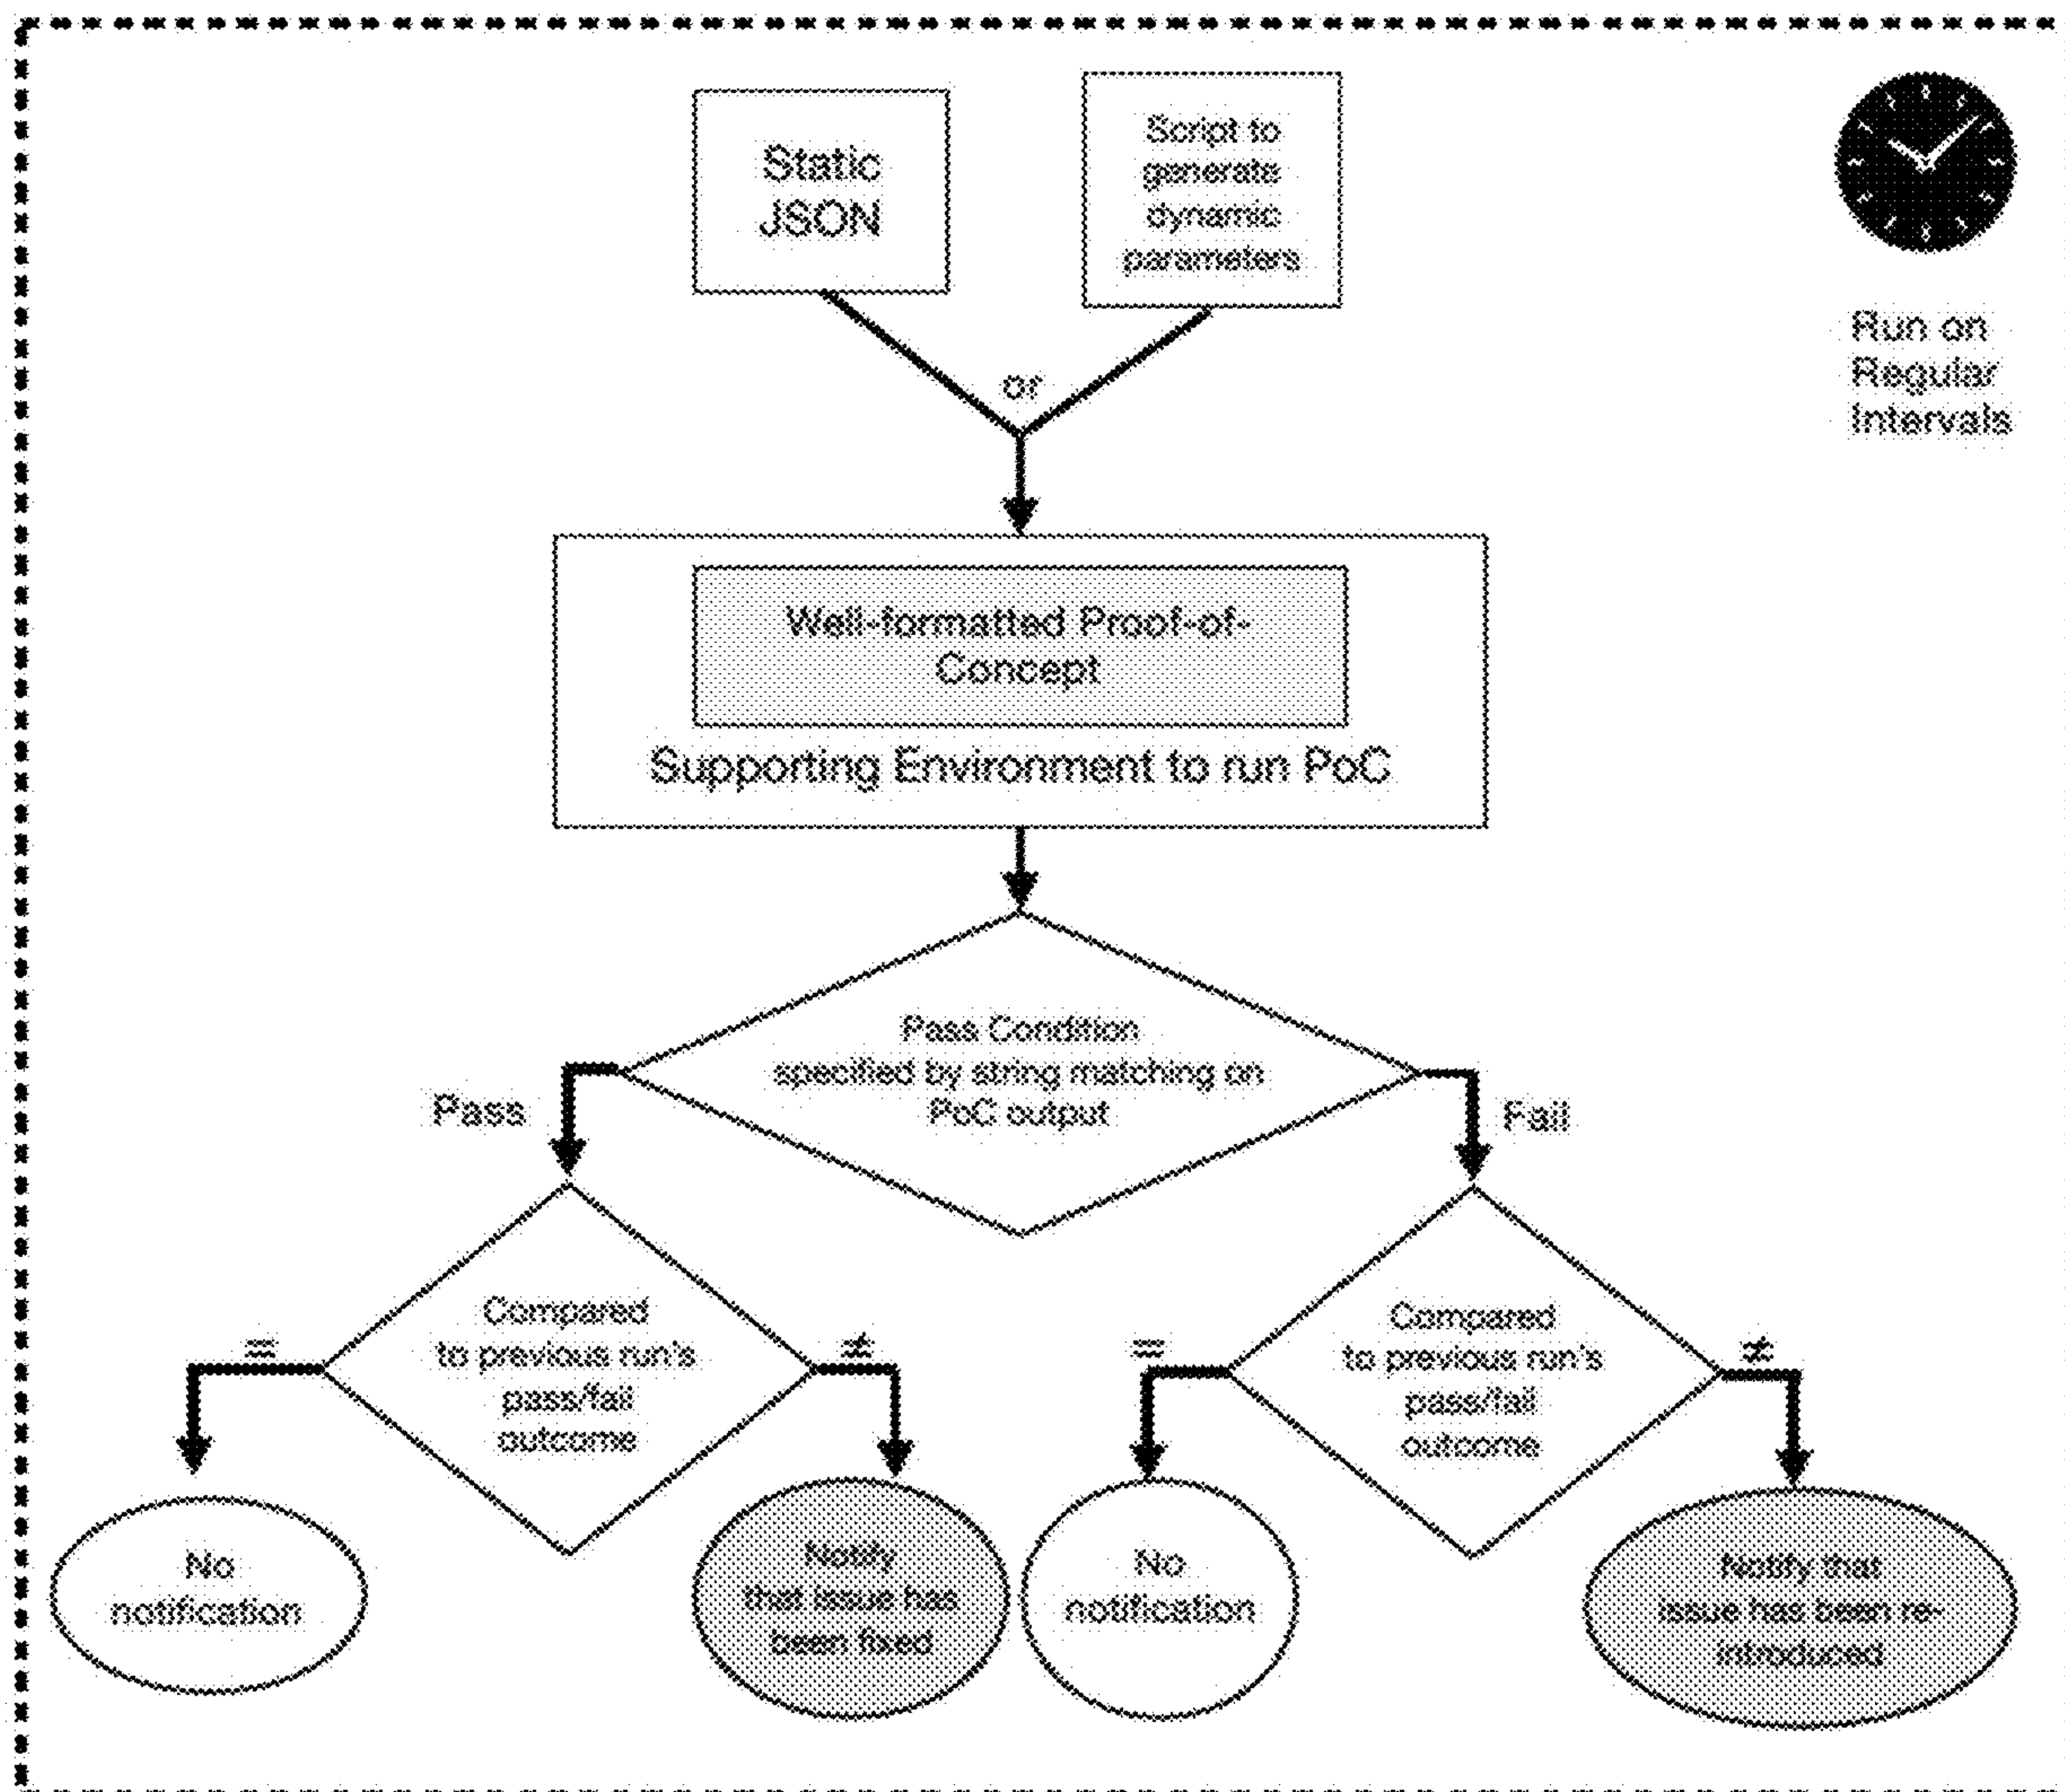 Static
JSON
Script to
generate
dynamic
parameters
Run on
Regular
Intervals
or
Well-formatted Proof-of-
Concept
Supporting Environment to run PoC
Pass Condition
specified by string matching on
PoC output
Pass
Fail
Compared
to previous run's
pass/fail
outcome
=
≠
Compared
to previous run's
pass/fail
outcome
=
≠
No
notification
Notify
that issue has
been fixed
No
notification
Notify that
issue has been re-
introduced